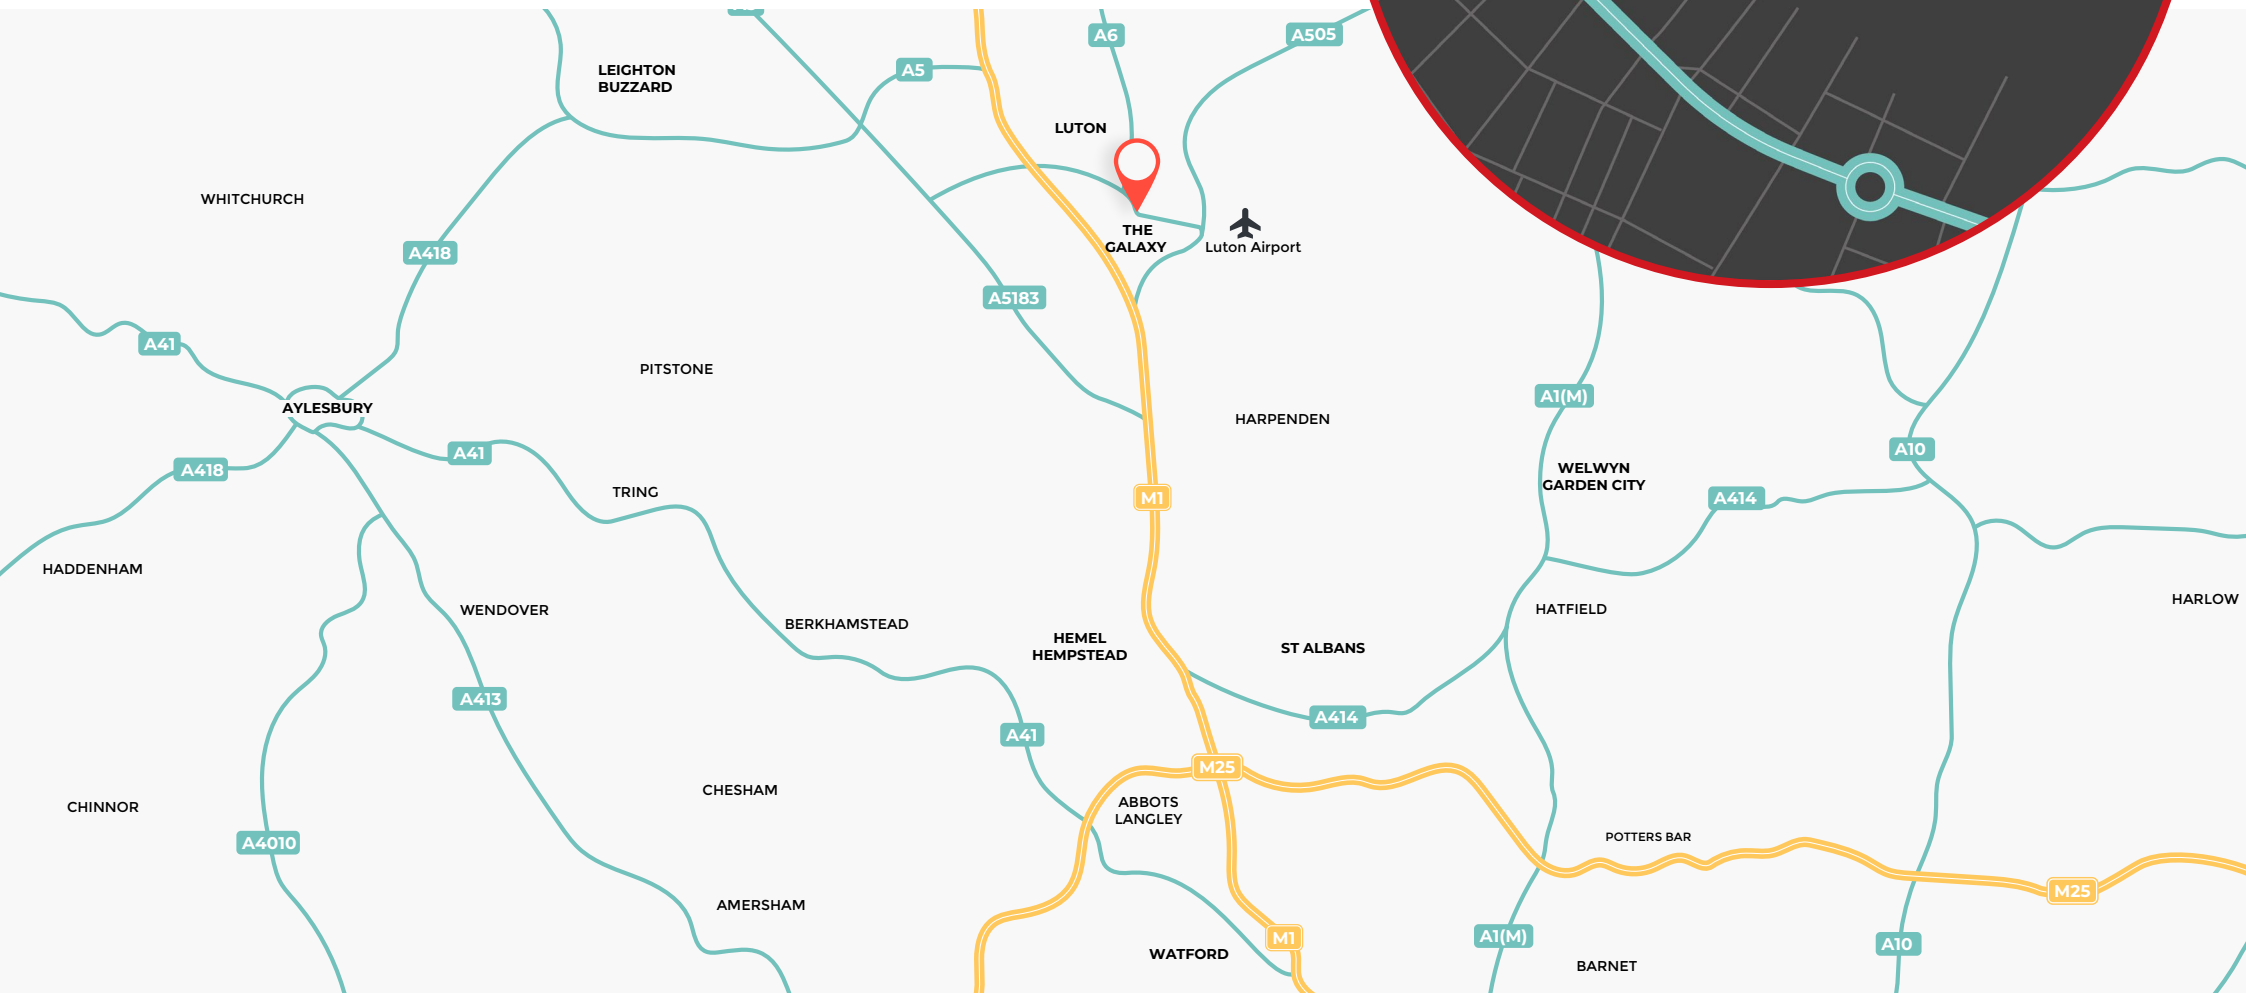 A6
A505
LEIGHTON
BUZZARD
A5
LUTON
WHITCHURCH
THE
GALAXY
Luton Airport
A418
A5183
A41
PITSTONE
AYLESBURY
A1(M)
HARPENDEN
A10
A41
A418
WELWYN
GARDEN CITY
TRING
M1
A414
HADDENHAM
WENDOVER
HATFIELD
HARLOW
BERKHAMSTEAD
HEMEL
HEMPSTEAD
ST ALBANS
A413
A414
A41
M25
CHESHAM
ABBOTS
LANGLEY
CHINNOR
POTTERS BAR
A4010
M25
AMERSHAM
M1
A1(M)
A10
WATFORD
BARNET